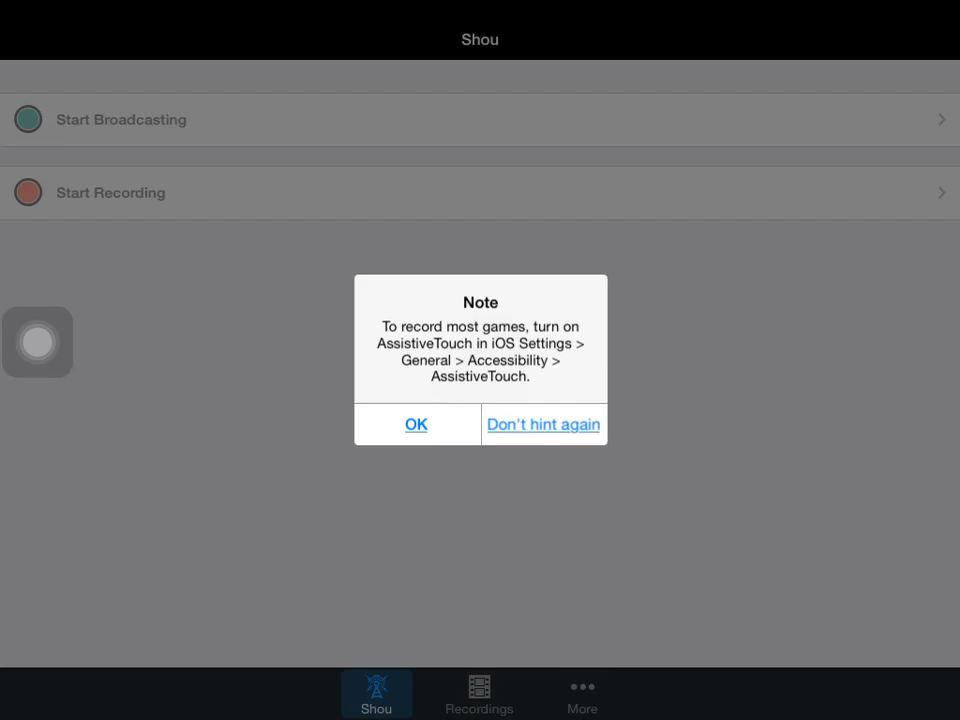 Shou
Start Broadcasting
Start Recording
Note
To record most games, turn on
AssistiveTouch in iOS Settings >
General > Accessibility >
AssistiveTouch.
OK
Don't hint again
Shou
Recordings
More